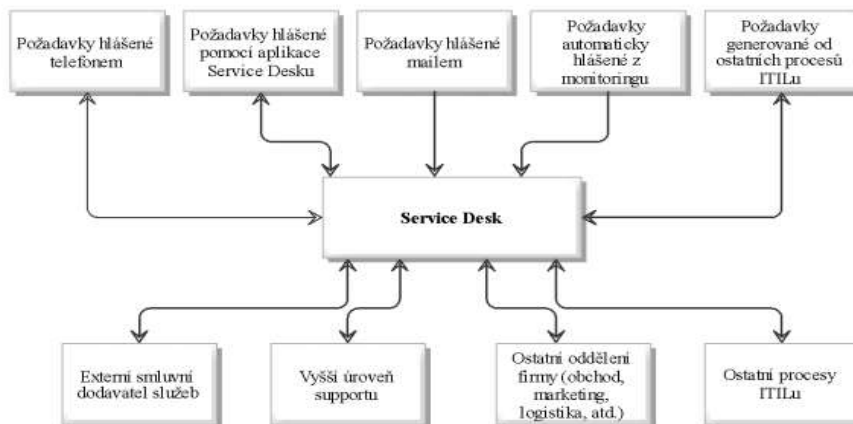 Požadavky hlášené
telefonem
Požadavky hlášené
pomocí aplikace
Service Desku
Požadavky hlášené
mailem
Požadavky
automaticky
hlášené z
monitoringu
Požadavky
generované od
ostatních procesů
ITILu
Service Desk
Externí smluvní
dodavatel služeb
Vyšší úroveň
supportu
Ostatní oddělení
firmy (obchod,
marketing,
logistika, atd.)
Ostatní procesy
ITILu